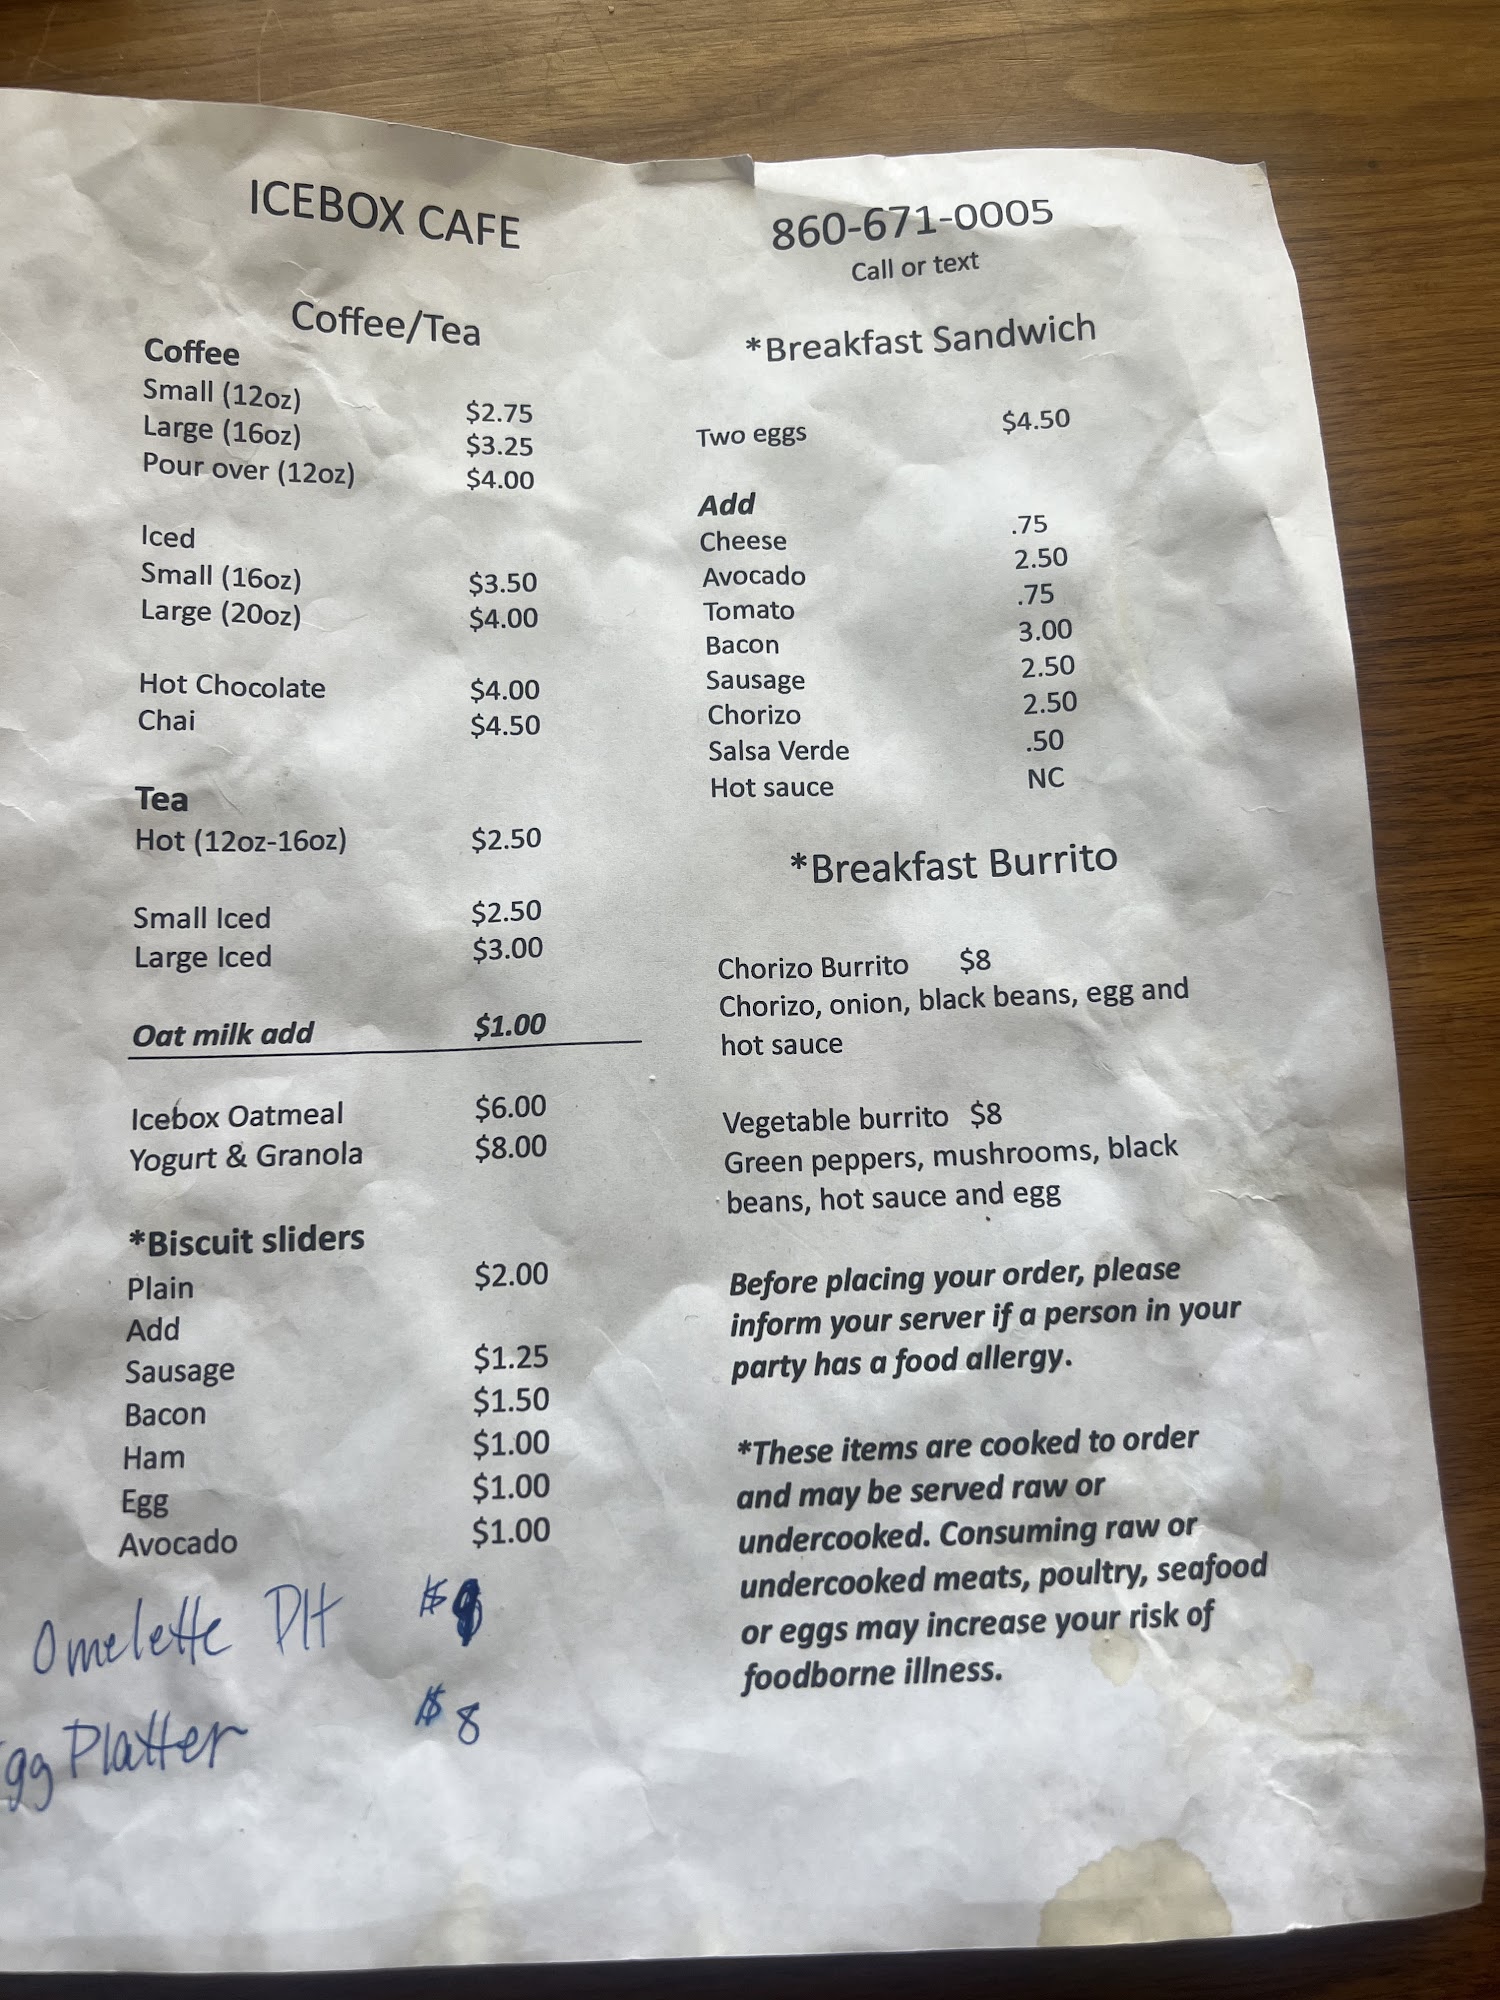 ICEBOX CAFE
Coffee/Tea
Coffee
Small (12oz) $2.75
Large (16oz) $3.25
Pour over (12oz) $4.00
Iced
Small (16oz) $3.50
Large (20oz) $4.00
Hot Chocolate $4.00
Chai $4.50
Tea
Hot (12oz-16oz) $2.50
Small Iced $2.50
Large Iced $3.00
Oat milk add $1.00
Icebox Oatmeal $6.00
Yogurt & Granola $8.00
*Biscuit sliders
Plain $2.00
Add
Sausage $1.25
Bacon $1.50
Ham $1.00
Egg $1.00
Avocado $1.00
Omelette
Platter $8
860-671-0005
Call or text
*Breakfast Sandwich
Two eggs $4.50
Add
Cheese .75
Avocado 2.50
Tomato .75
Bacon 3.00
Sausage 2.50
Chorizo 2.50
Salsa Verde .50
Hot sauce NC
*Breakfast Burrito
Chorizo Burrito $8
Chorizo, onion, black beans, egg and
hot sauce
Vegetable burrito $8
Green peppers, mushrooms, black
beans, hot sauce and egg
Before placing your order, please
inform your server if a person in your
party has a food allergy.
*These items are cooked to order
and may be served raw or
undercooked. Consuming raw or
undercooked meats, poultry, seafood
or eggs may increase your risk of
foodborne illness.